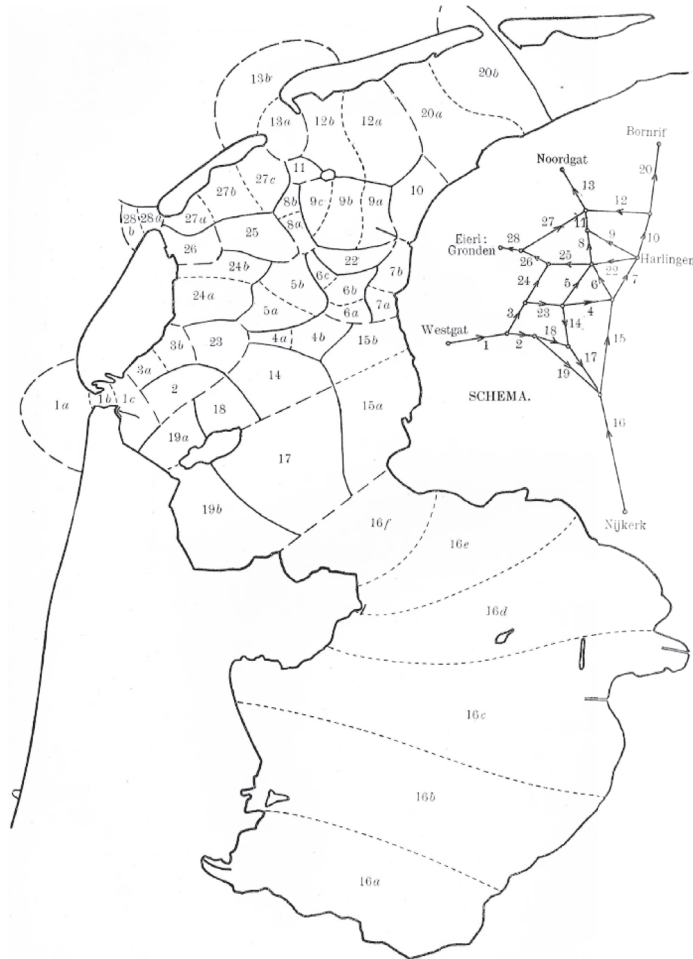 13b
20b
13a
12b
12a
20a
Bornrif
Noordgat
20
13
11
27c
10
27b
8b
9c
9b
9a
12
28
b
28a
27a
8a
27
11
8
9
10
Eierl:
Gronden
28
26
25
22
26
25
22
Harlingen
24b
5b
6c
7b
24
5
6
7
24a
6b
7a
5a
6a
3
23
4
3b
23
4a
4b
15b
Westgat
1
2
18
14
15
3a
14
17
19
1a
1b
1c
2
18
15a
SCHEMA.
16
19a
17
19b
16f
Nijkerk
16e
16d
16c
16b
16a